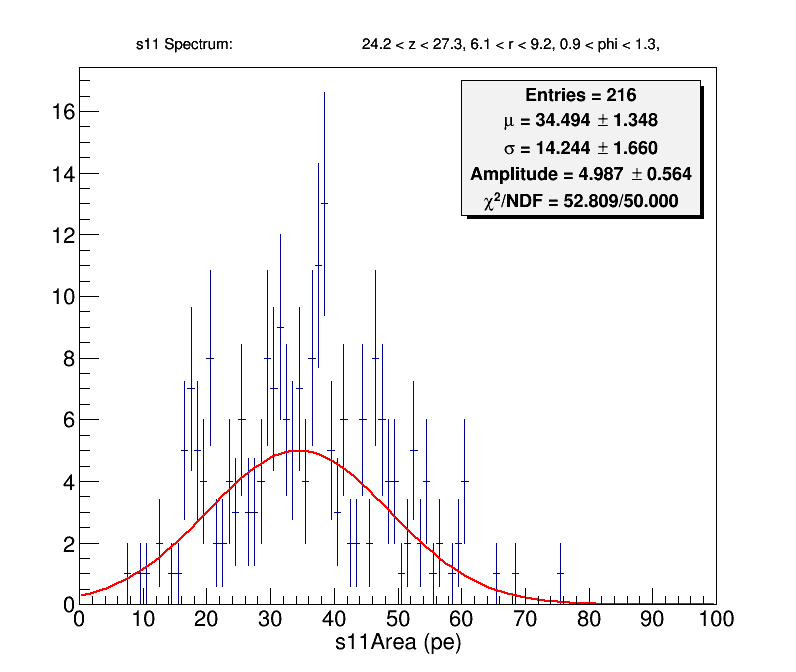 s11 Spectrum: 24.2 < z < 27.3, 6.1 < r < 9.2, 0.9 < phi < 1.3,
Entries = 216
μ = 34.494 ± 1.348
σ = 14.244 ± 1.660
Amplitude = 4.987 ± 0.564
χ²/NDF = 52.809/50.000
16
14
12
10
8
6
4
2
0
0 10 20 30 40 50 60 70 80 90 100
s11Area (pe)